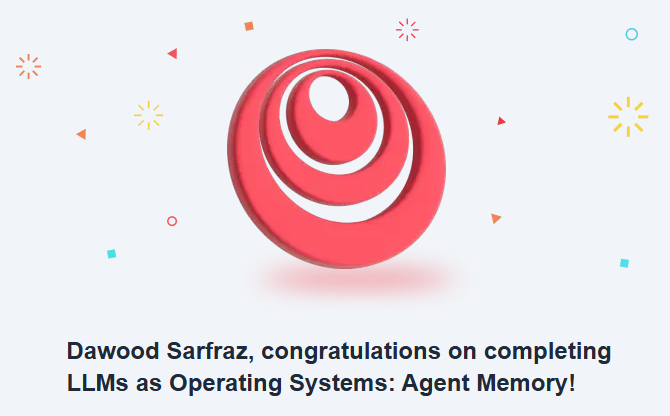 Dawood Sarfraz, congratulations on completing
LLMs as Operating Systems: Agent Memory!